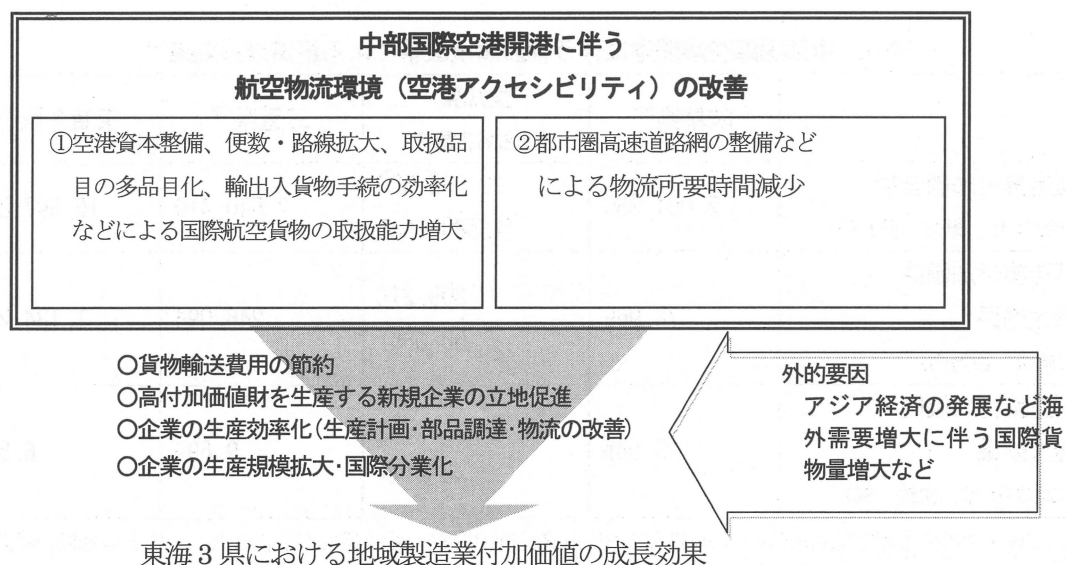 中部国際空港開港に伴う
航空物流環境（空港アクセシビリティ）の改善
①空港資本整備、便数・路線拡大、取扱品
目の多品目化、輸出入貨物手続の効率化
などによる国際航空貨物の取扱能力増大
②都市圏高速道路網の整備など
による物流所要時間減少
○貨物輸送費用の節約
○高付加価値財を生産する新規企業の立地促進
○企業の生産効率化（生産計画・部品調達・物流の改善）
○企業の生産規模拡大・国際分業化
外的要因
アジア経済の発展など海
外需要増大に伴う国際貨
物量増大など
東海３県における地域製造業付加価値の成長効果